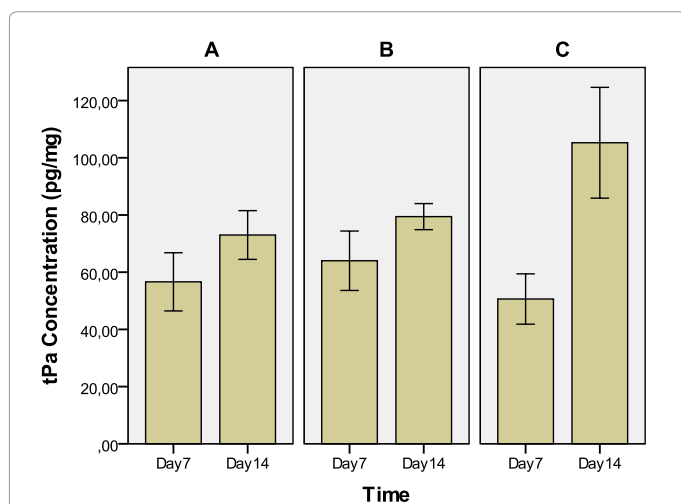 A B C
tPa Concentration (pg/mg)
120,00
100,00
80,00
60,00
40,00
20,00
,00
Day7 Day14 Day7 Day14 Day7 Day14
Time